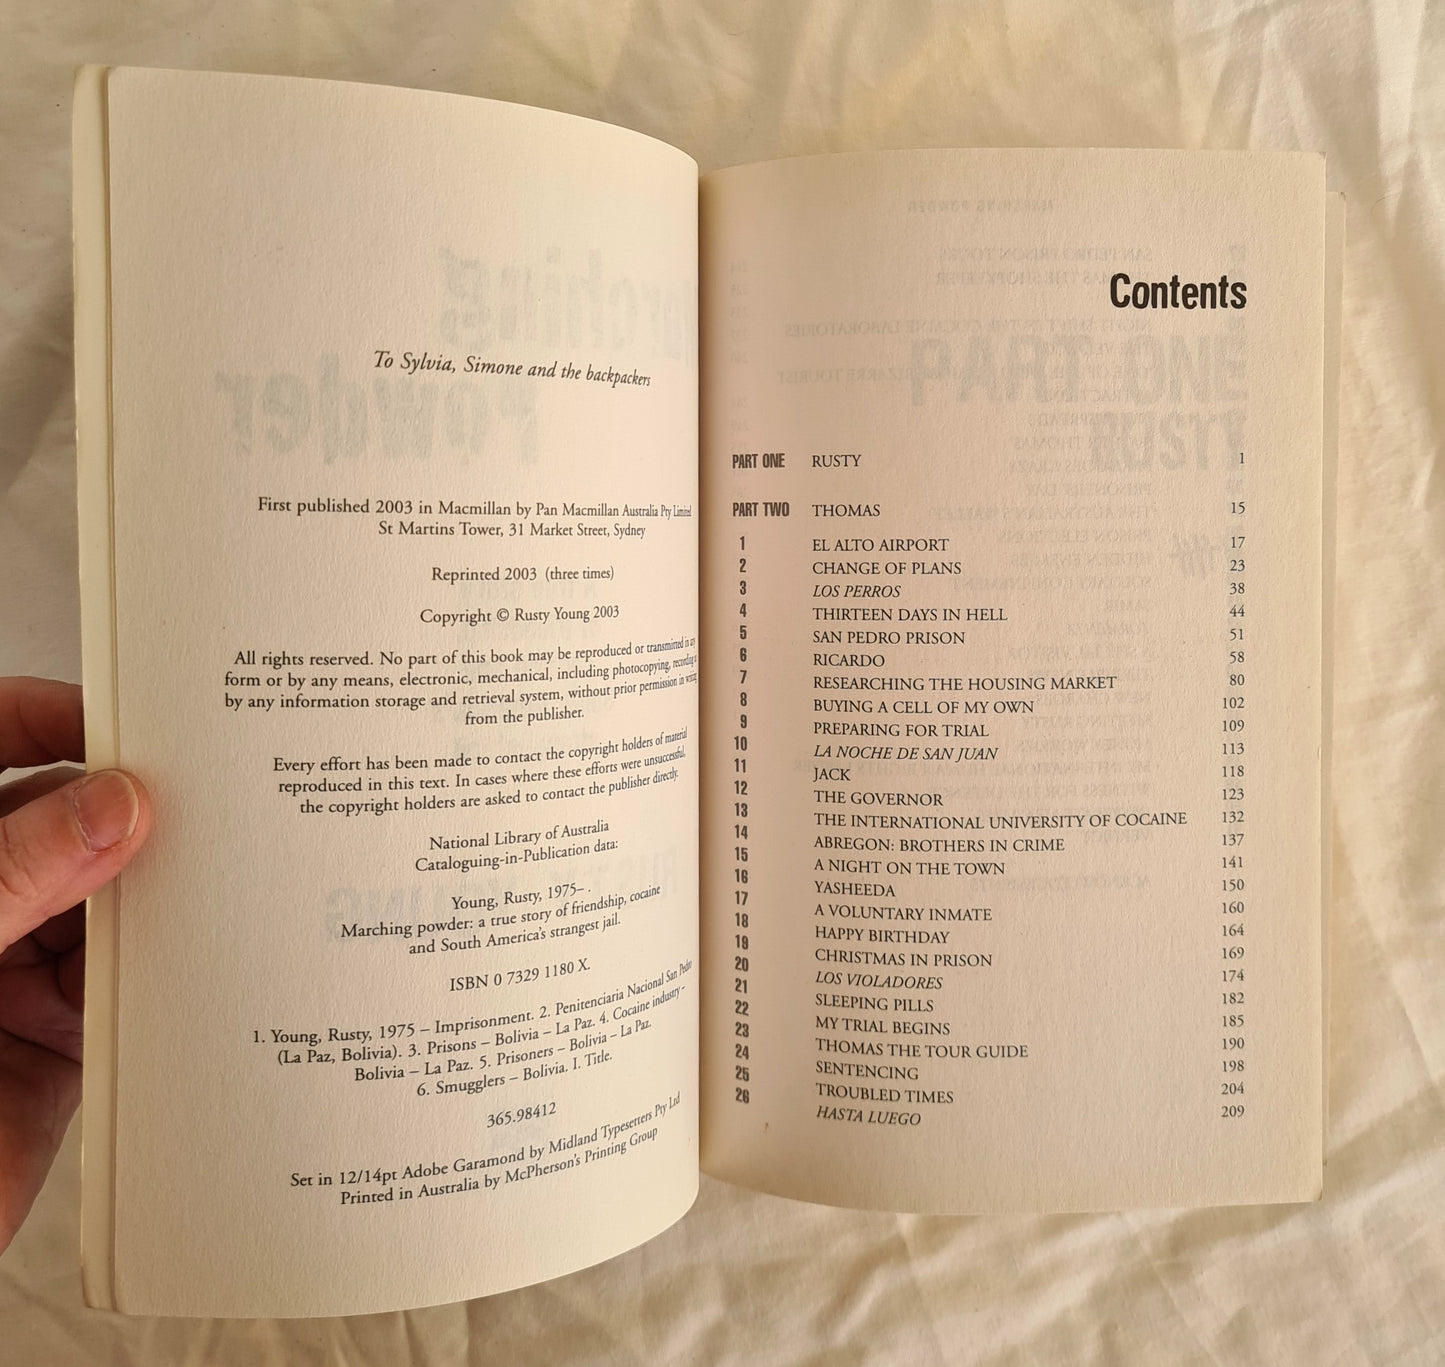 To Sylvia, Simone and the backpackers
First published 2003 in Macmillan by Pan Macmillan Australia Pty Limited
St Martins Tower, 31 Market Street, Sydney
Reprinted 2003 (three times)
Copyright © Rusty Young 2003
All rights reserved. No part of this book may be reproduced or transmitted in any
form or by any means, electronic, mechanical, including photocopying, recording or
by any information storage and retrieval system, without prior permission in writing
from the publisher.
Every effort has been made to contact the copyright holders of material
reproduced in this text. In cases where these efforts were unsuccessful,
the copyright holders are asked to contact the publisher directly.
National Library of Australia
Cataloguing-in-Publication data:
Young, Rusty, 1975– .
Marching powder: a true story of friendship, cocaine
and South America's strangest jail.
ISBN 0 7329 1180 X.
1. Young, Rusty, 1975 – Imprisonment. 2. Penitenciaria Nacional San Pedro
(La Paz, Bolivia). 3. Prisons – Bolivia – La Paz. 4. Cocaine industry -
Bolivia – La Paz. 5. Prisoners – Bolivia – La Paz.
6. Smugglers – Bolivia. I. Title.
365.98412
Set in 12/14pt Adobe Garamond by Midland Typesetters Pty Ltd
Printed in Australia by McPherson's Printing Group
Contents
PART ONE RUSTY 1
PART TWO THOMAS 15
1 EL ALTO AIRPORT 17
2 CHANGE OF PLANS 23
3 LOS PERROS 38
4 THIRTEEN DAYS IN HELL 44
5 SAN PEDRO PRISON 51
6 RICARDO 58
7 RESEARCHING THE HOUSING MARKET 80
8 BUYING A CELL OF MY OWN 102
9 PREPARING FOR TRIAL 109
10 LA NOCHE DE SAN JUAN 113
11 JACK 118
12 THE GOVERNOR 123
13 THE INTERNATIONAL UNIVERSITY OF COCAINE 132
14 ABREGON: BROTHERS IN CRIME 137
15 A NIGHT ON THE TOWN 141
16 YASHEEDA 150
17 A VOLUNTARY INMATE 160
18 HAPPY BIRTHDAY 164
19 CHRISTMAS IN PRISON 169
20 LOS VIOLADORES 174
21 SLEEPING PILLS 182
22 MY TRIAL BEGINS 185
23 THOMAS THE TOUR GUIDE 190
24 SENTENCING 198
25 TROUBLED TIMES 204
26 HASTA LUEGO 209